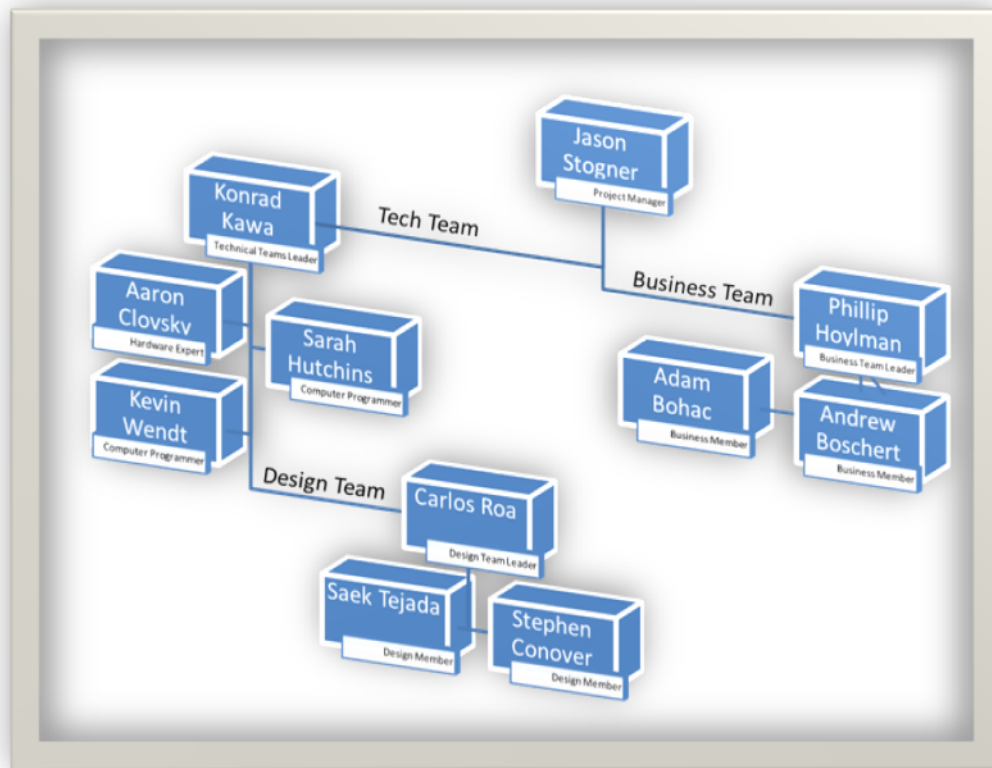 Jason
Stogner
Project Manager
Konrad
Kawa
Technical Teams Leader
Tech Team
Business Team
Aaron
Clovsky
Hardware Expert
Sarah
Hutchins
Computer Programmer
Kevin
Wendt
Computer Programmer
Phillip
Hoylman
Business Team Leader
Adam
Bohac
Business Member
Andrew
Boschert
Business Member
Design Team
Carlos Roa
Design Team Leader
Saek Tejada
Design Member
Stephen
Conover
Design Member